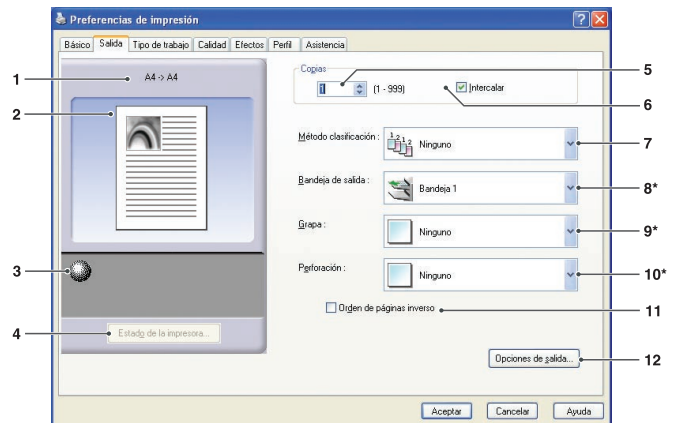 Preferencias de impresión
Básico Salida Tipo de trabajo Calidad Efectos Perfil Asistencia
1
A4 -> A4
2
3
4
Estado de la impresora...
Copias
1 (1 - 999) Intercalar
5
6
Método clasificación : Ninguno
7
Bandeja de salida : Bandeja 1
8*
Grapa : Ninguno
9*
Perforación : Ninguno
10*
Orden de páginas inverso
11
Opciones de salida...
12
Aceptar Cancelar Ayuda